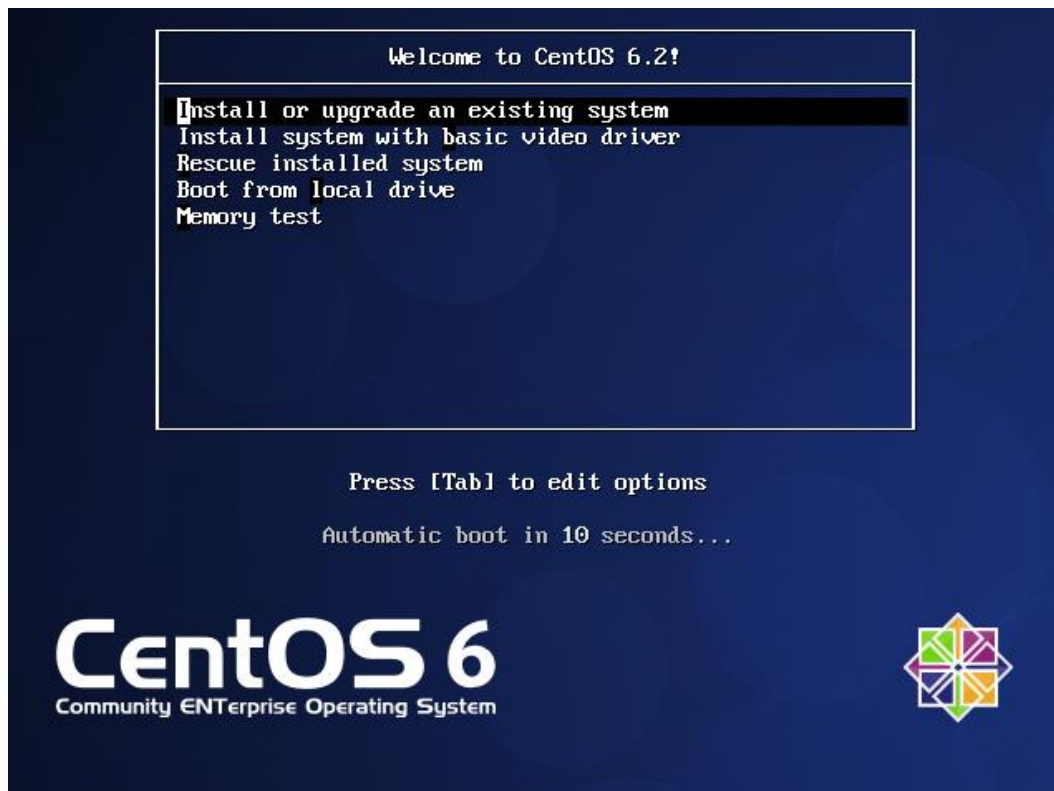 Welcome to CentOS 6.2!
Install or upgrade an existing system
Install system with basic video driver
Rescue installed system
Boot from local drive
Memory test
Press [Tab] to edit options
Automatic boot in 10 seconds...
CentOS 6
Community ENTerprise Operating System